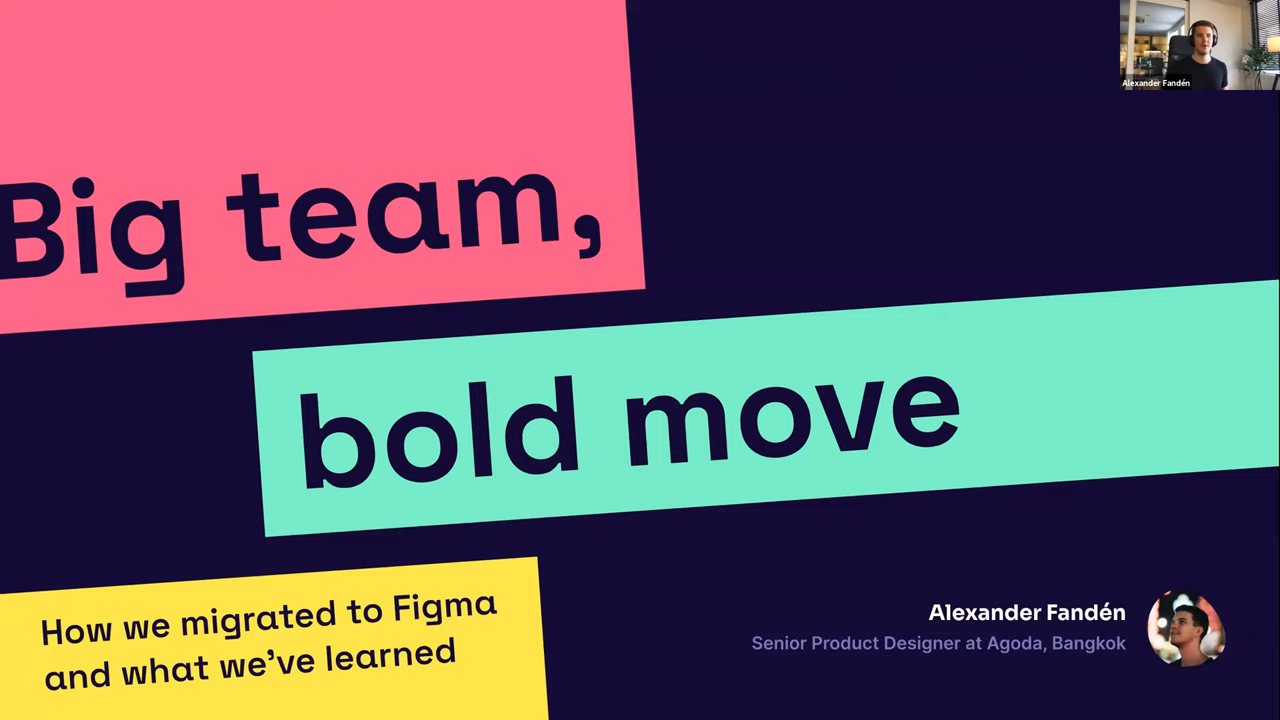 Alexander Fandén
Big team,
bold move
How we migrated to Figma
and what we’ve learned
Alexander Fandén
Senior Product Designer at Agoda, Bangkok